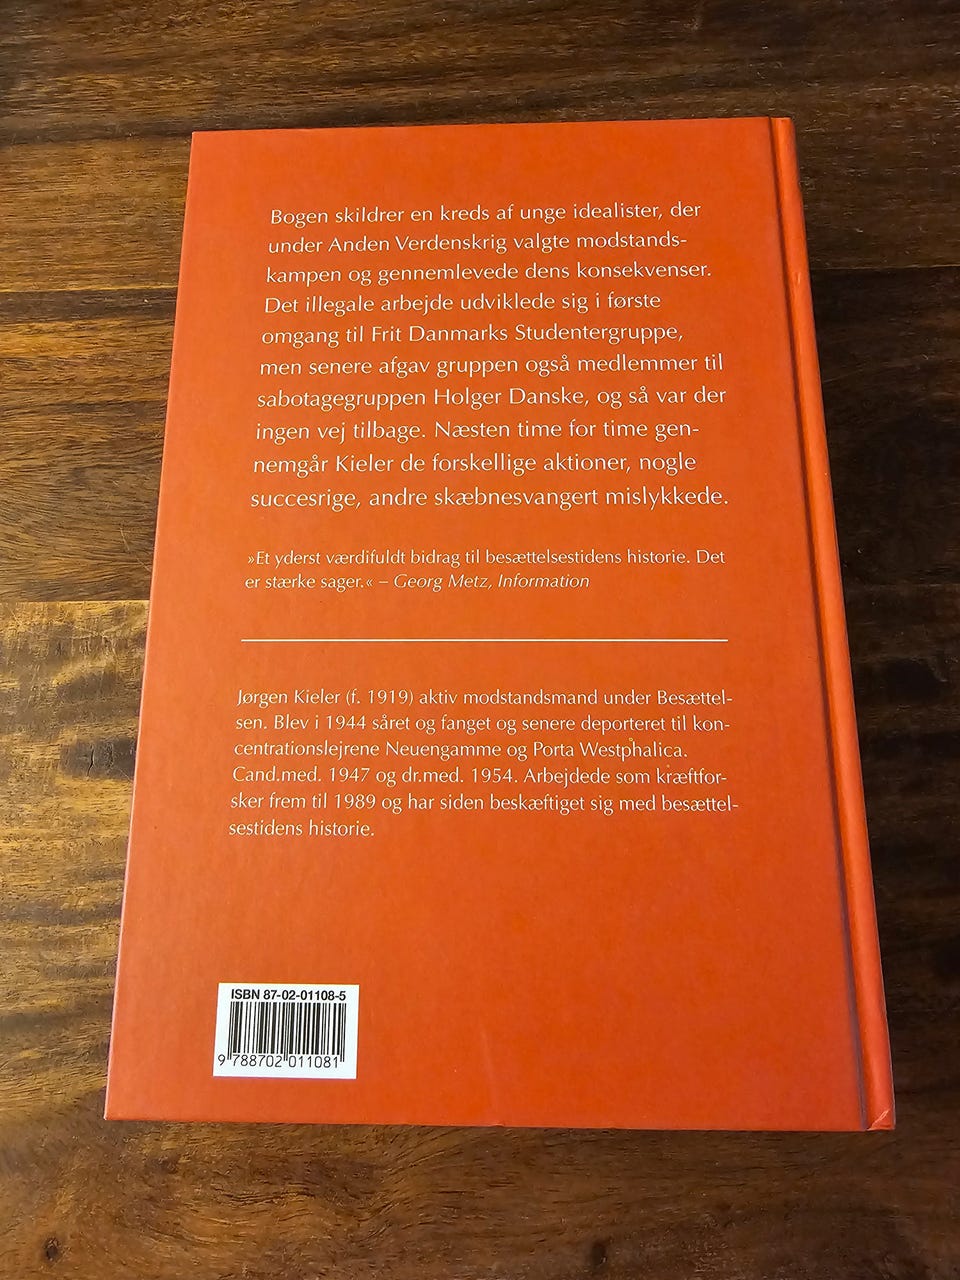 Bogen skildrer en kreds af unge idealister, der
under Anden Verdenskrig valgte modstands-
kampen og gennemlevede dens konsekvenser.
Det illegale arbejde udviklede sig i første
omgang til Frit Danmarks Studentergruppe,
men senere afgav gruppen også medlemmer til
sabotagegruppen Holger Danske, og så var der
ingen vej tilbage. Næsten time for time gen-
nemgår Kieler de forskellige aktioner, nogle
succesrige, andre skæbnesvangert mislykkede.
»Et yderst værdifuldt bidrag til besættelsestidens historie. Det
er stærke sager.« – Georg Metz, Information
Jørgen Kieler (f. 1919) aktiv modstandsmand under Besættel-
sen. Blev i 1944 såret og fanget og senere deporteret til kon-
centrationslejrene Neuengamme og Porta Westphalica.
Cand.med. 1947 og dr.med. 1954. Arbejdede som kræftfor-
sker frem til 1989 og har siden beskæftiget sig med besættel-
sestidens historie.
ISBN 87-02-01108-5
9 788702 011081